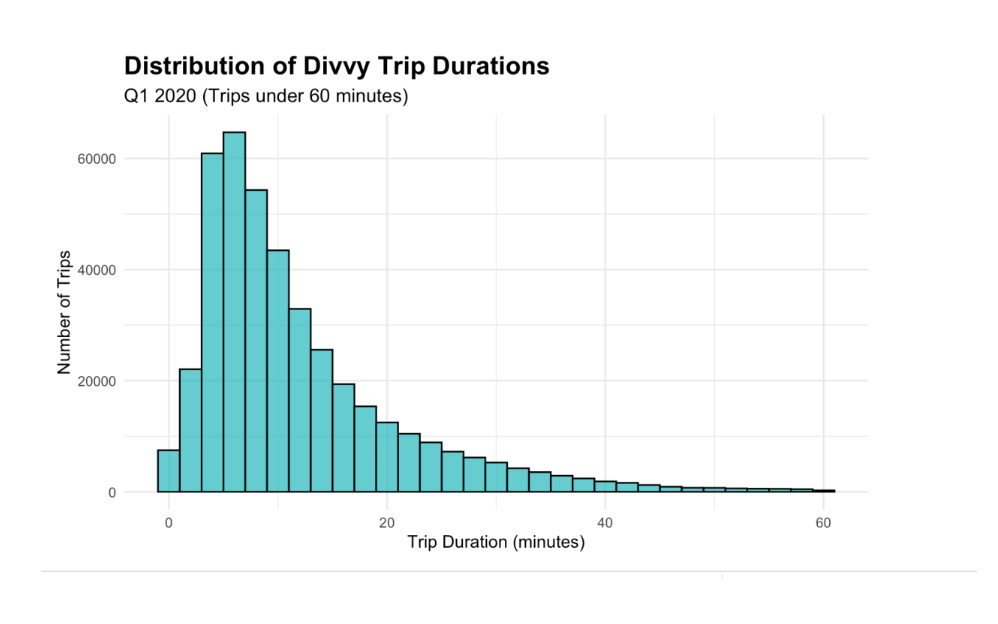 Distribution of Divvy Trip Durations
Q1 2020 (Trips under 60 minutes)
Number of Trips
60000
40000
20000
0
0 20 40 60
Trip Duration (minutes)